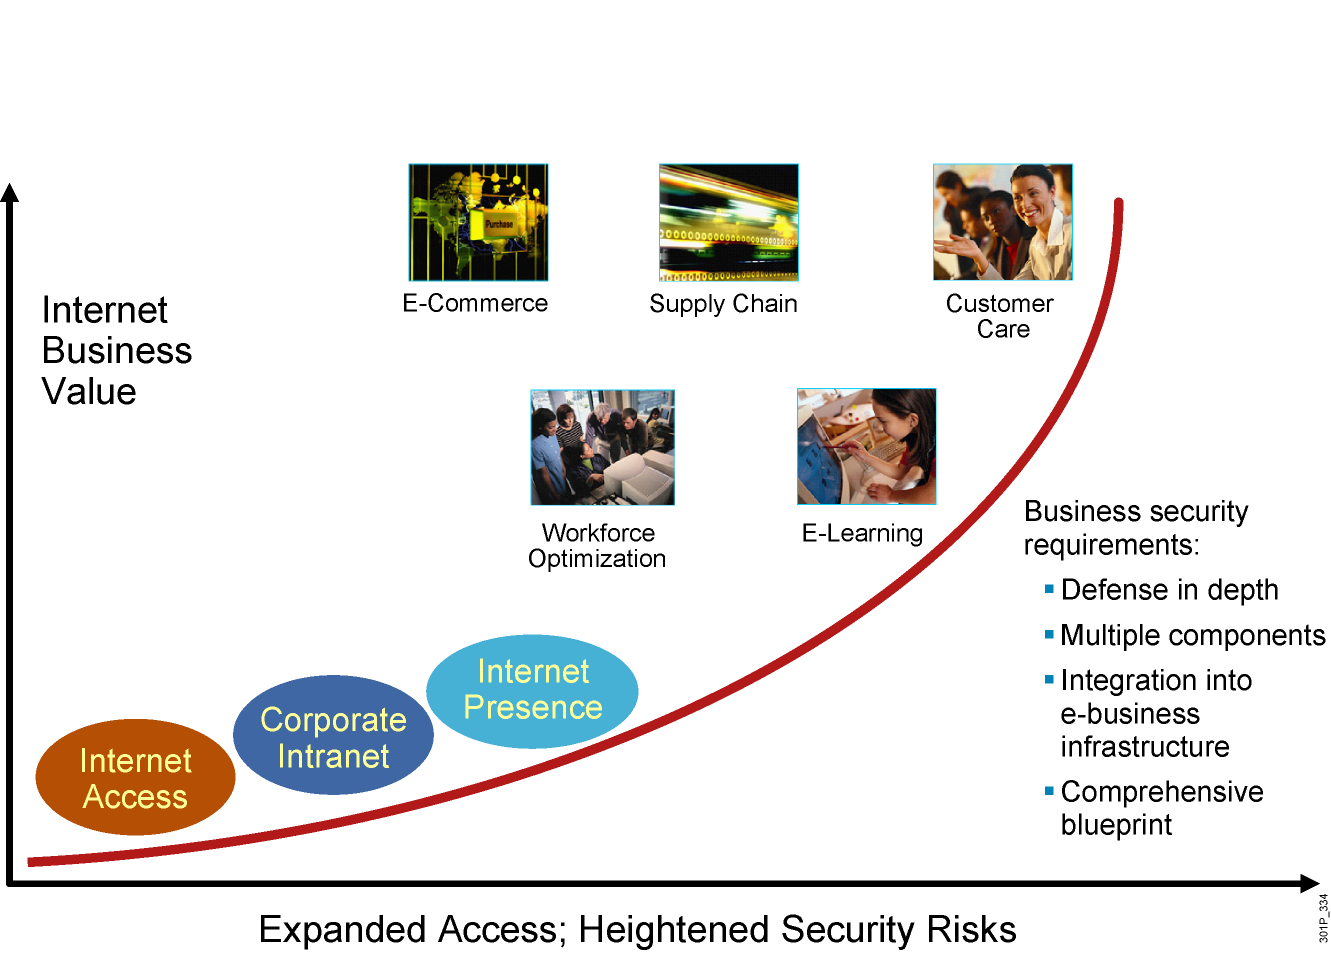 Purchase
E-Commerce
Supply Chain
Customer
Care
Internet
Business
Value
Workforce
Optimization
E-Learning
Business security
requirements:
Defense in depth
Multiple components
Integration into
e-business
infrastructure
Comprehensive
blueprint
Internet
Presence
Corporate
Intranet
Internet
Access
Expanded Access; Heightened Security Risks
301P_334